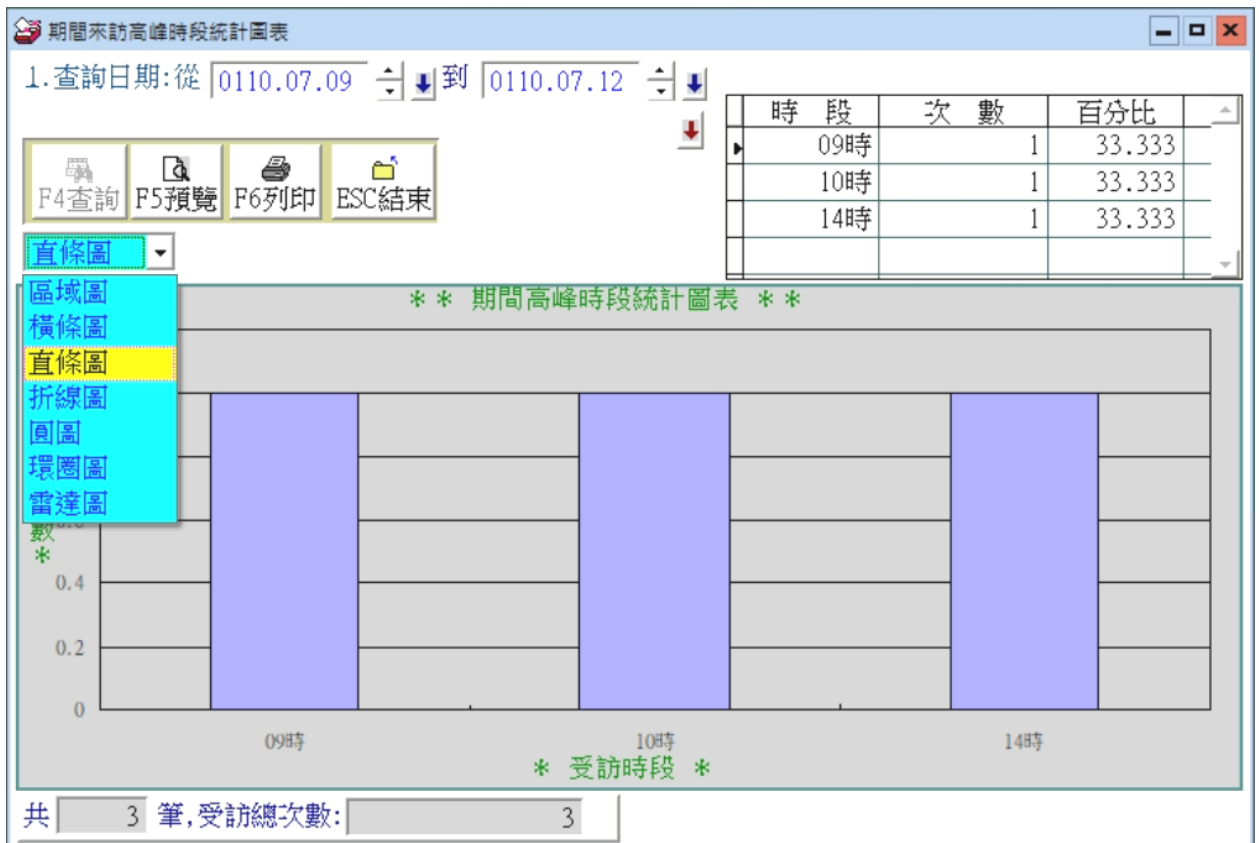 期間來訪高峰時段統計圖表
1.查詢日期:從 0110.07.09 到 0110.07.12
時 段 次 數 百分比
09時 1 33.333
10時 1 33.333
14時 1 33.333
F4查詢 F5預覽 F6列印 ESC結束
直條圖
區域圖
橫條圖
直條圖
折線圖
圓圖
環圈圖
雷達圖
** 期間高峰時段統計圖表 **
數
*
0.4
0.2
0
09時 10時 14時
* 受訪時段 *
共 3 筆,受訪總次數: 3